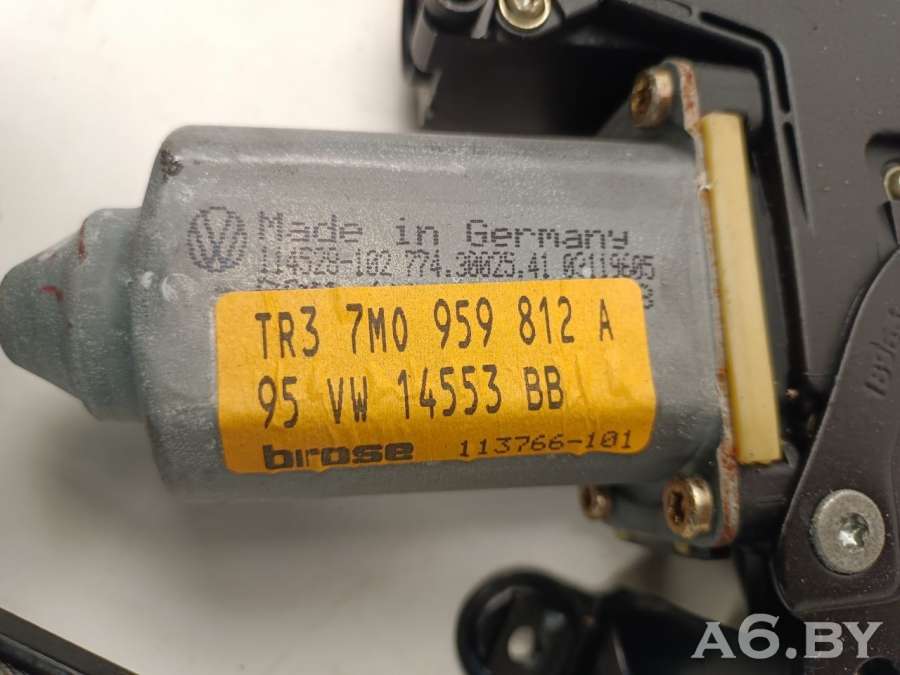 Made in Germany
114528-102 774.30025.41 02119605
TR3 7M0 959 812 A
95 VW 14553 BB
brose 113766-101
A6.BY